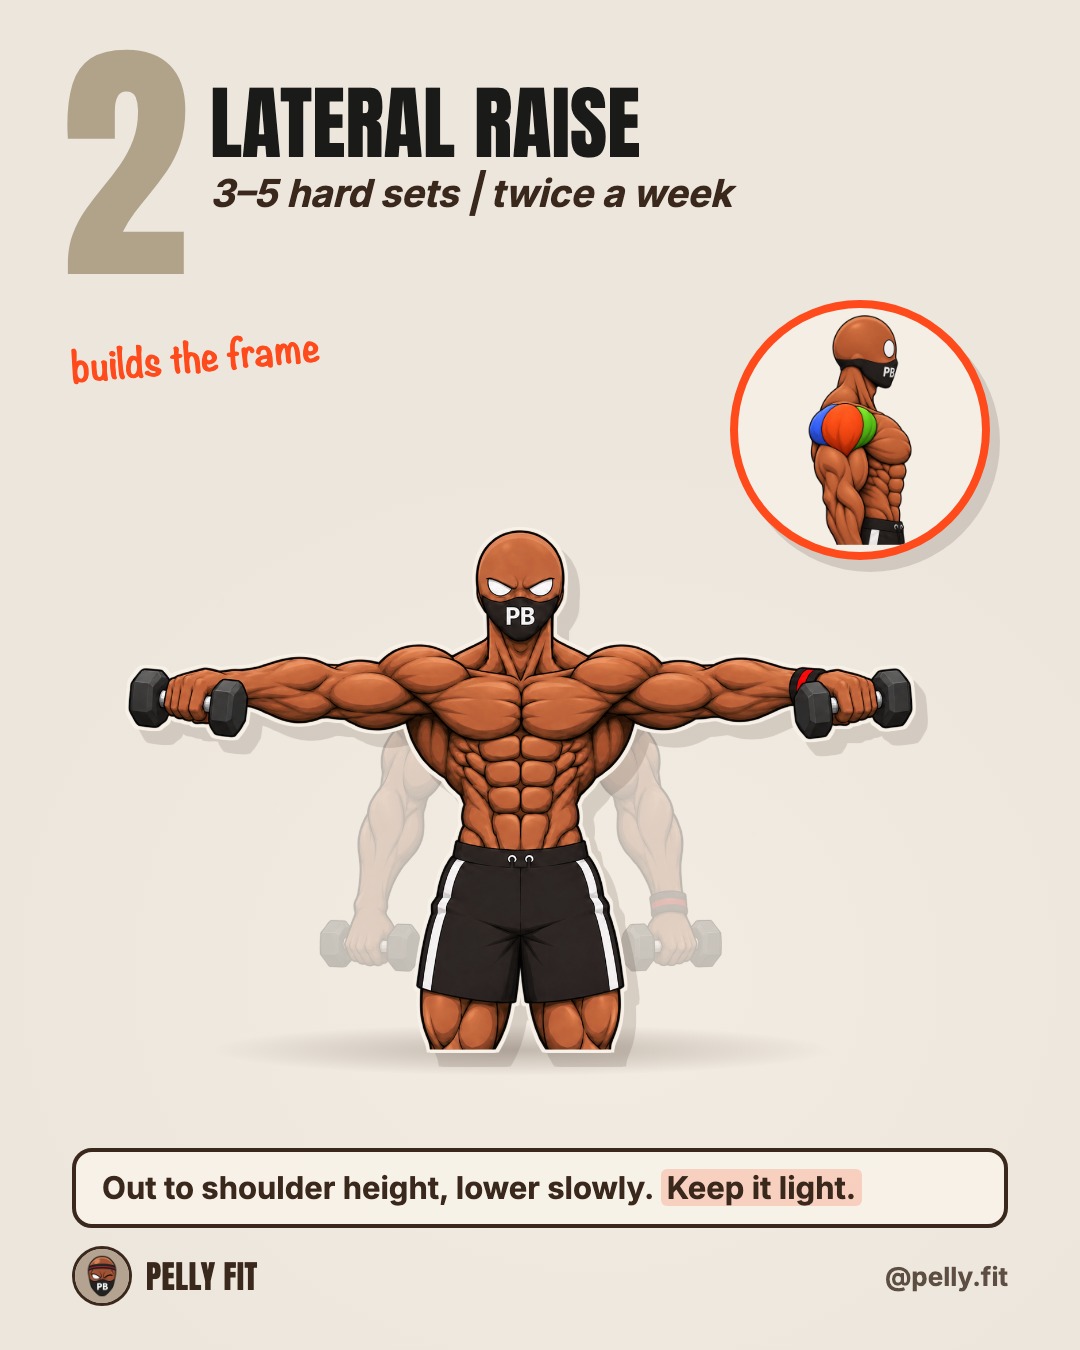 2
LATERAL RAISE
3–5 hard sets | twice a week
builds the frame
PB
PB
Out to shoulder height, lower slowly. Keep it light.
PB
PELLY FIT
@pelly.fit